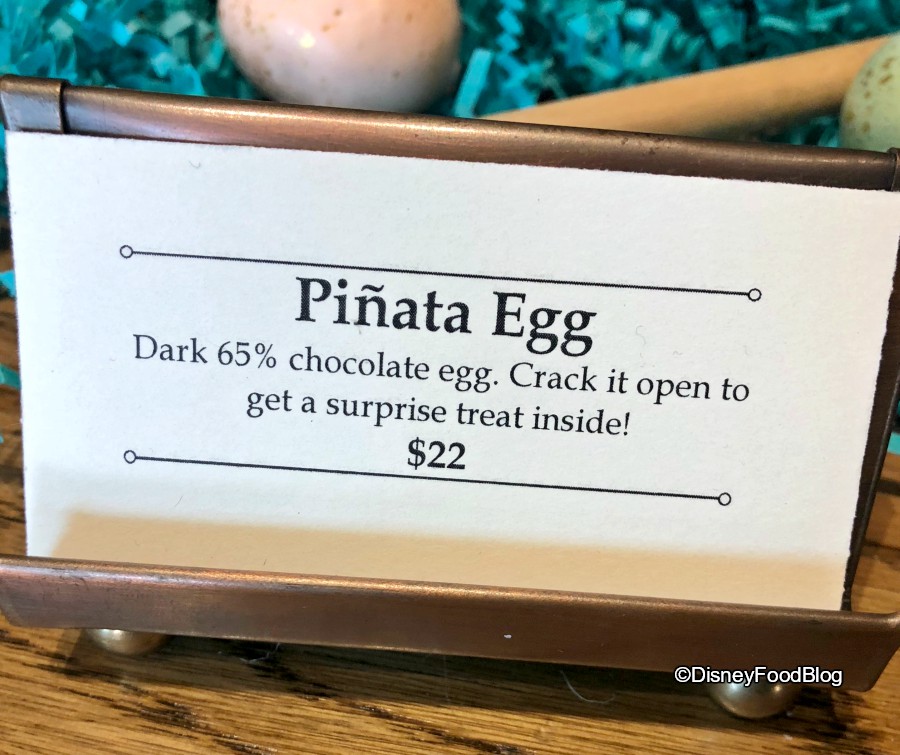 Piñata Egg
Dark 65% chocolate egg. Crack it open to
get a surprise treat inside!
$22
©DisneyFoodBlog